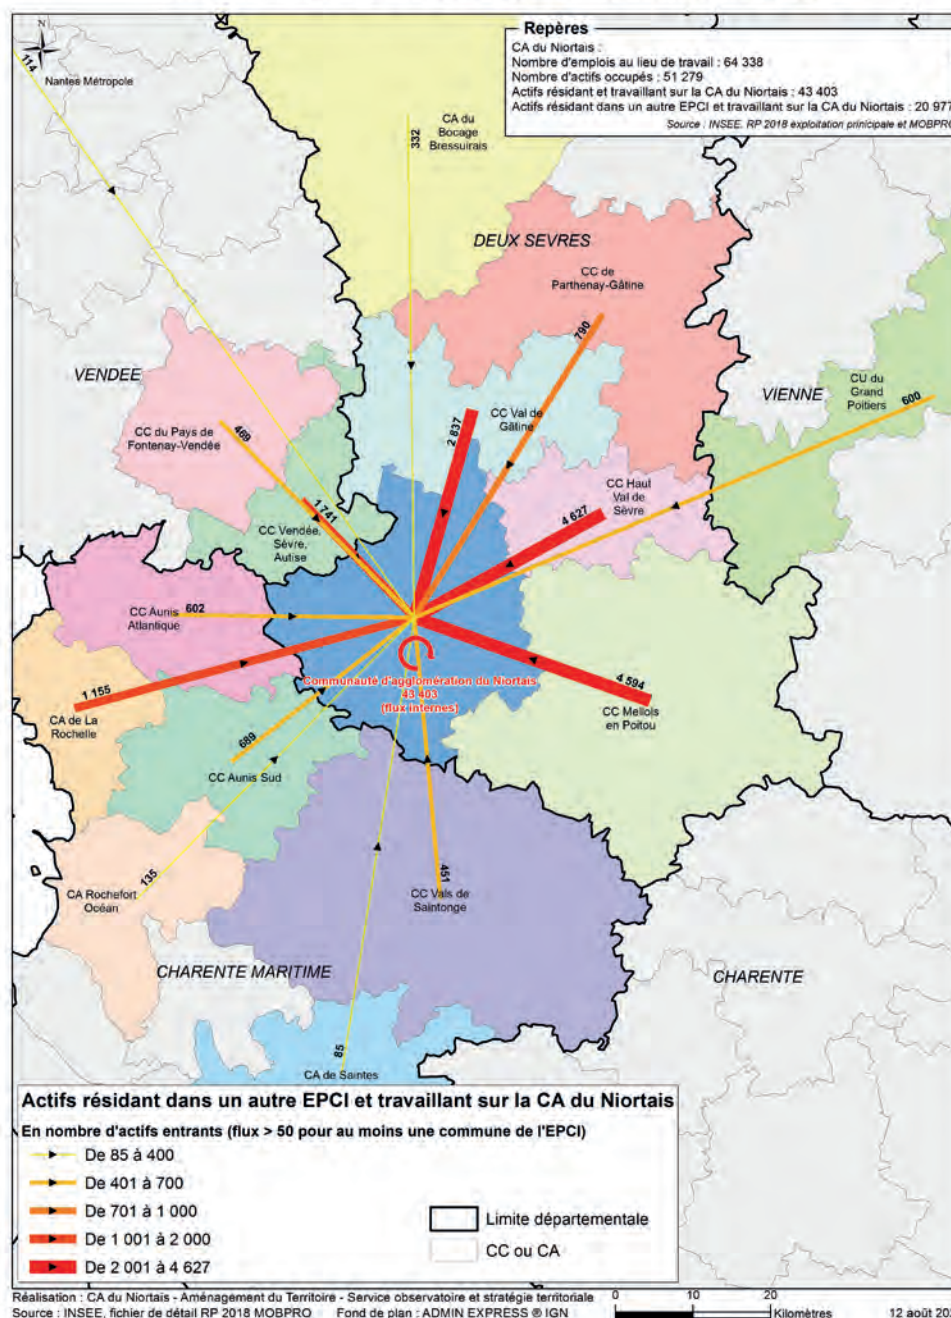 N
Repères
CA du Niortais :
Nombre d'emplois au lieu de travail : 64 338
Nombre d'actifs occupés : 51 279
Actifs résidant et travaillant sur la CA du Niortais : 43 403
Actifs résidant dans un autre EPCI et travaillant sur la CA du Niortais : 20 977
Source : INSEE, RP 2018 exploitation prinicipale et MOBPRO
114
Nantes Métropole
CA du
Bocage
Bressuirais
332
DEUX SEVRES
CC de
Parthenay-Gâtine
790
VENDEE
VIENNE
CU du
Grand
Poitiers
600
CC du Pays de
Fontenay-Vendée
469
2 837
CC Val de
Gâtine
CC Haut
Val de
Sèvre
4 627
1 741
CC Vendée,
Sèvre,
Autise
CC Aunis
Atlantique
602
Communauté d'agglomération du Niortais
43 403
(flux internes)
1 155
CA de La
Rochelle
4 594
CC Mellois
en Poitou
689
CC Aunis Sud
135
CA Rochefort
Océan
451
CC Vals de
Saintonge
CHARENTE MARITIME
CHARENTE
85
CA de Saintes
Actifs résidant dans un autre EPCI et travaillant sur la CA du Niortais
En nombre d'actifs entrants (flux > 50 pour au moins une commune de l'EPCI)
De 85 à 400
De 401 à 700
De 701 à 1 000
De 1 001 à 2 000
De 2 001 à 4 627
Limite départementale
CC ou CA
Réalisation : CA du Niortais - Aménagement du Territoire - Service observatoire et stratégie territoriale
Source : INSEE, fichier de détail RP 2018 MOBPRO Fond de plan : ADMIN EXPRESS ® IGN
0 10 20
Kilomètres
12 août